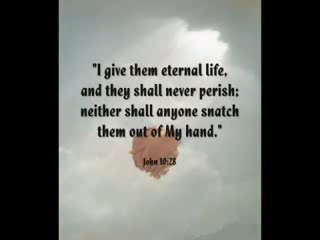 "I give them eternal life,
and they shall never perish;
neither shall anyone snatch
them out of My hand."
John 10:28